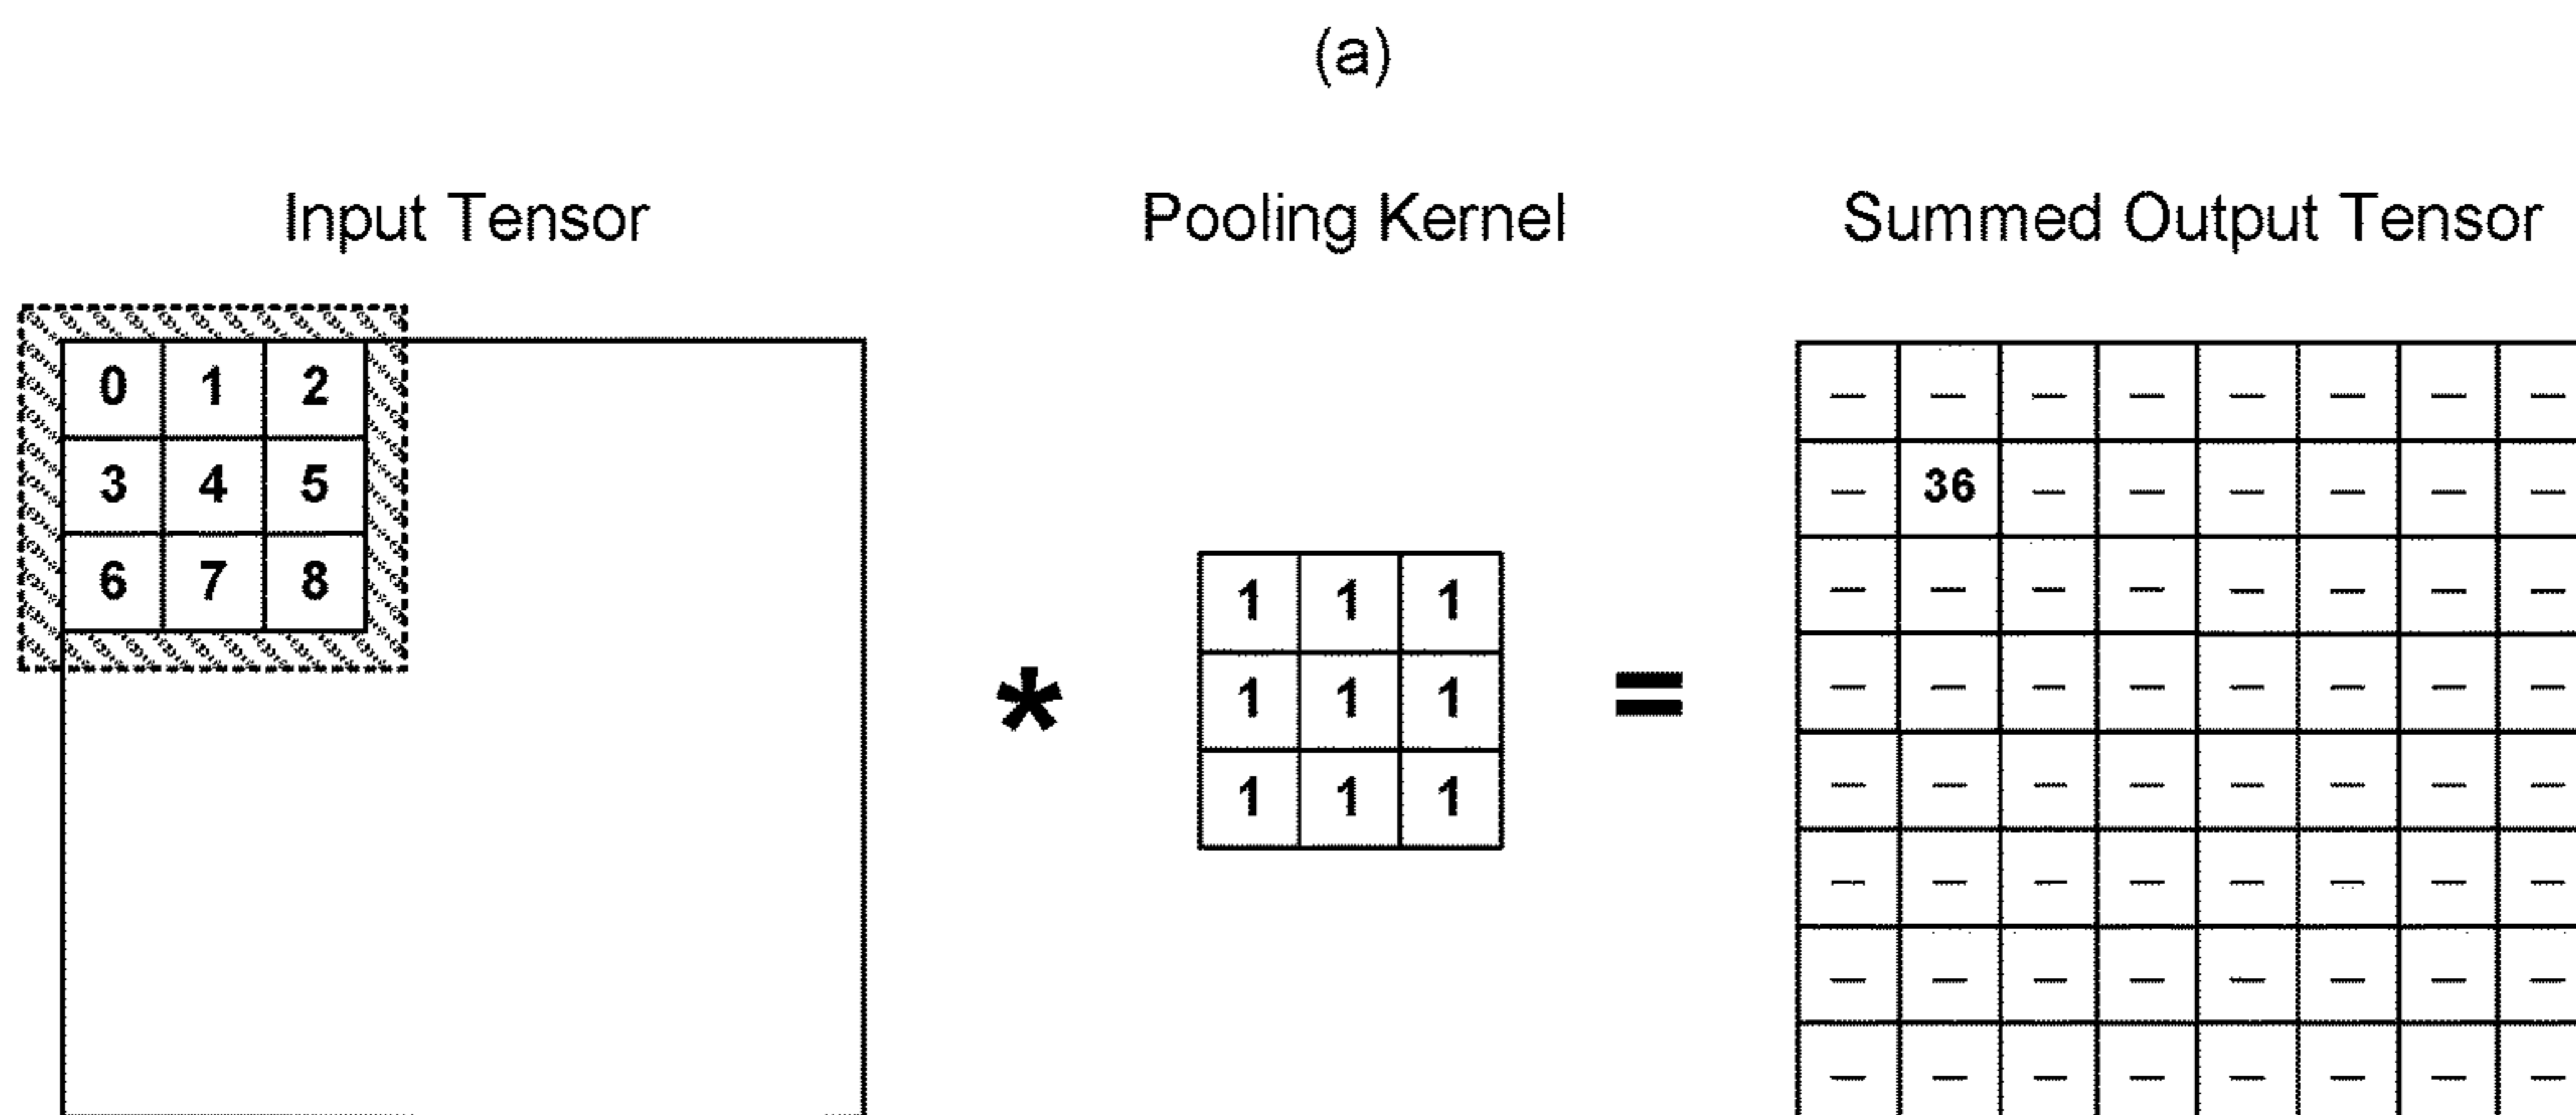 (a)
Input Tensor
Pooling Kernel
Summed Output Tensor
0 1 2
3 4 5
6 7 8
*
1 1 1
1 1 1
1 1 1
=
— — — — — — — —
— 36 — — — — — —
— — — — — — — —
— — — — — — — —
— — — — — — — —
— — — — — — — —
— — — — — — — —
— — — — — — — —